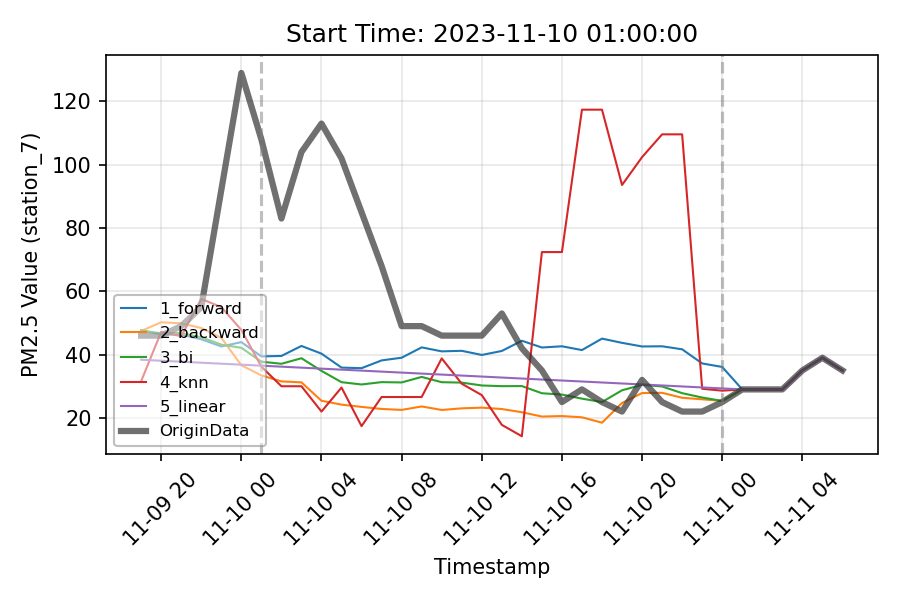 Start Time: 2023-11-10 01:00:00
PM2.5 Value (station_7)
120
100
80
60
40
20
1_forward
2_backward
3_bi
4_knn
5_linear
OriginData
11-09 20
11-10 00
11-10 04
11-10 08
11-10 12
11-10 16
11-10 20
11-11 00
11-11 04
Timestamp